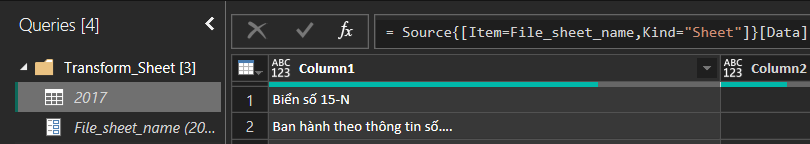 Queries [4]
= Source{[Item=File_sheet_name,Kind="Sheet"]}[Data]
Transform_Sheet [3]
2017
File_sheet_name (20...
ABC 123 Column1
ABC 123 Column2
1 Biển số 15-N
2 Ban hành theo thông tin số....